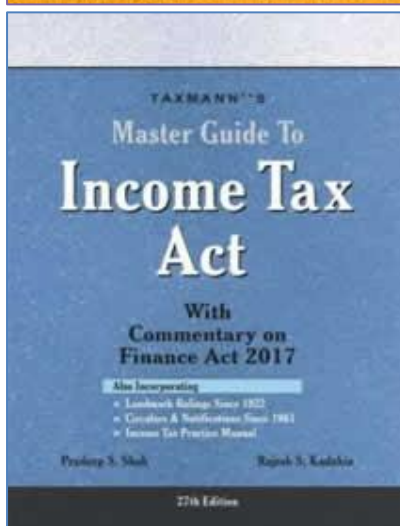 TAXMANN''S
Master Guide To
Income Tax
Act
With
Commentary on
Finance Act 2017
Also Incorporating
Landmark Rulings Since 1922
Circulars & Notifications Since 1961
Income Tax Practice Manual
Pradeep S. Shah Rajesh S. Kadakia
27th Edition